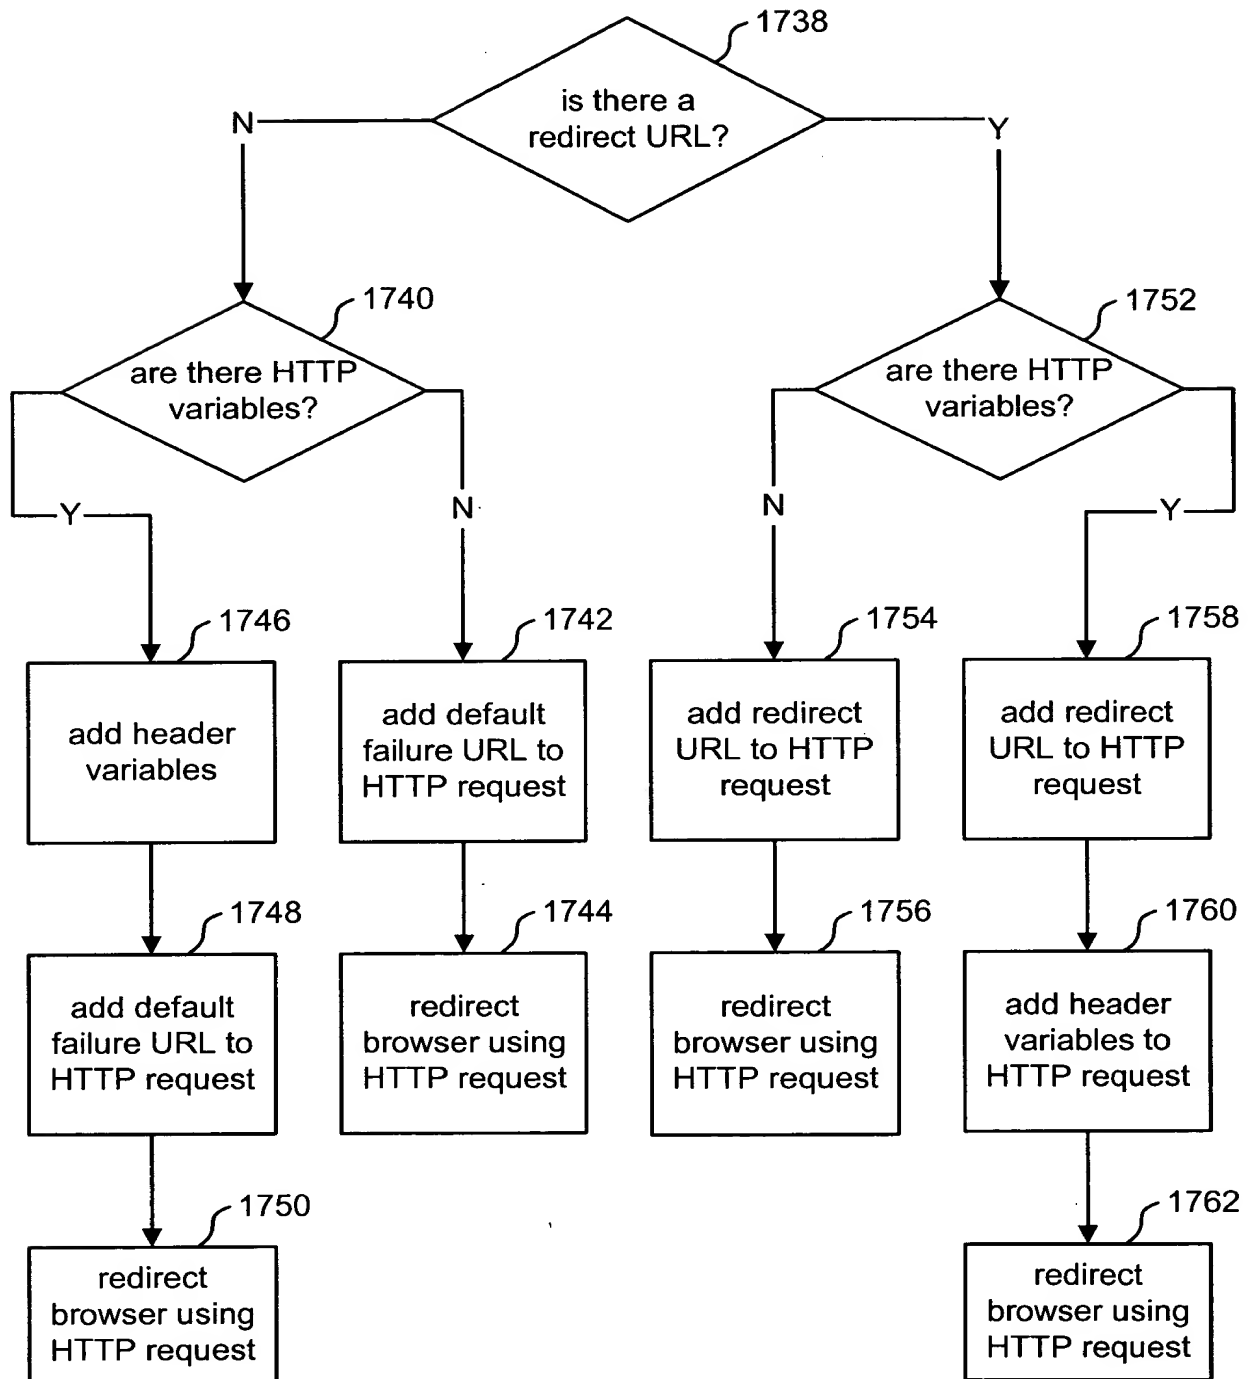 1738
is there a
redirect URL?
N
Y
1740
are there HTTP
variables?
1752
are there HTTP
variables?
Y
N
N
Y
1746
add header
variables
1742
add default
failure URL to
HTTP request
1754
add redirect
URL to HTTP
request
1758
add redirect
URL to HTTP
request
1748
add default
failure URL to
HTTP request
1744
redirect
browser using
HTTP request
1756
redirect
browser using
HTTP request
1760
add header
variables to
HTTP request
1750
redirect
browser using
HTTP request
1762
redirect
browser using
HTTP request